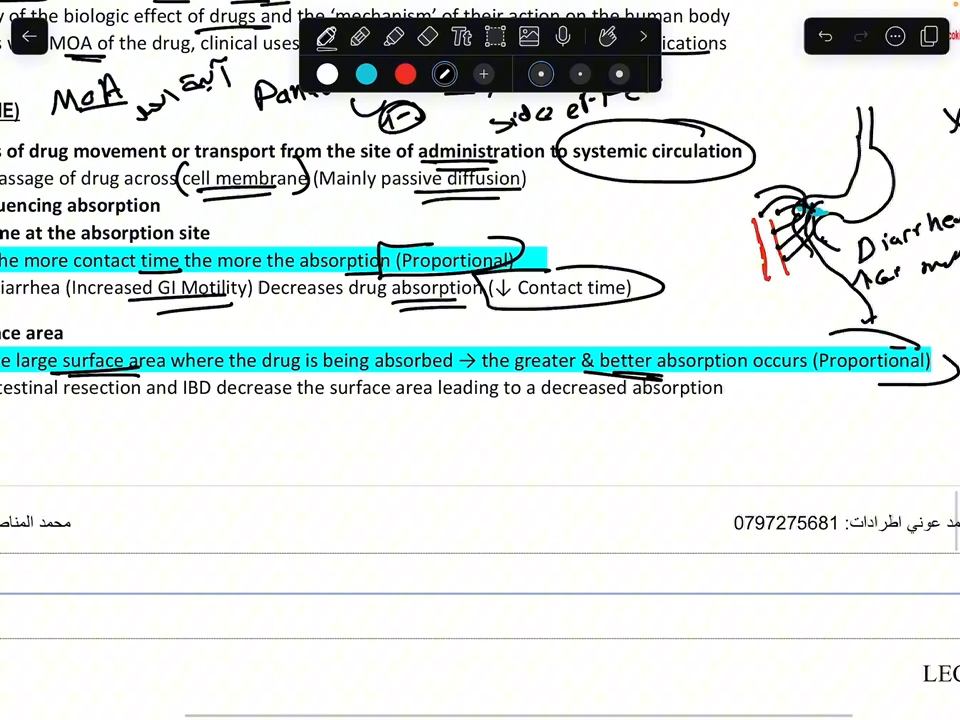 of the biologic effect of drugs and the ‘mechanism’ of their action on the human body
MOA of the drug, clinical uses
MOA آلية
side
s of drug movement or transport from the site of administration to systemic circulation
assage of drug across cell membrane (Mainly passive diffusion)
uencing absorption
me at the absorption site
he more contact time the more the absorption (Proportional)
Diarrhea
iarrhea (Increased GI Motility) Decreases drug absorption (↓ Contact time)
ce area
e large surface area where the drug is being absorbed → the greater & better absorption occurs (Proportional)
testinal resection and IBD decrease the surface area leading to a decreased absorption
محمد المناص
مد عوني اطرادات: 0797275681
LEC